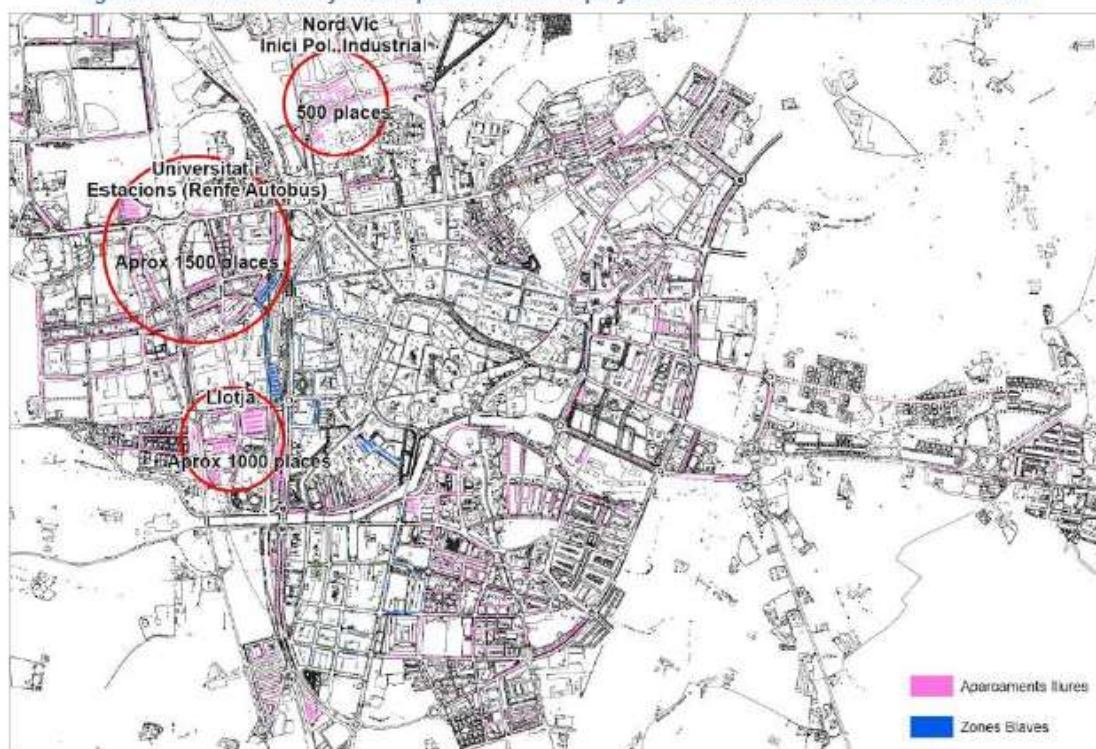 Nord Vic
Inici Pol. Industrial
500 places
Universitat i
Estacions (Renfe Autobus)
Aprox 1500 places
Llotja
Aprox 1000 places
Aparcaments lliures
Zones Blaves